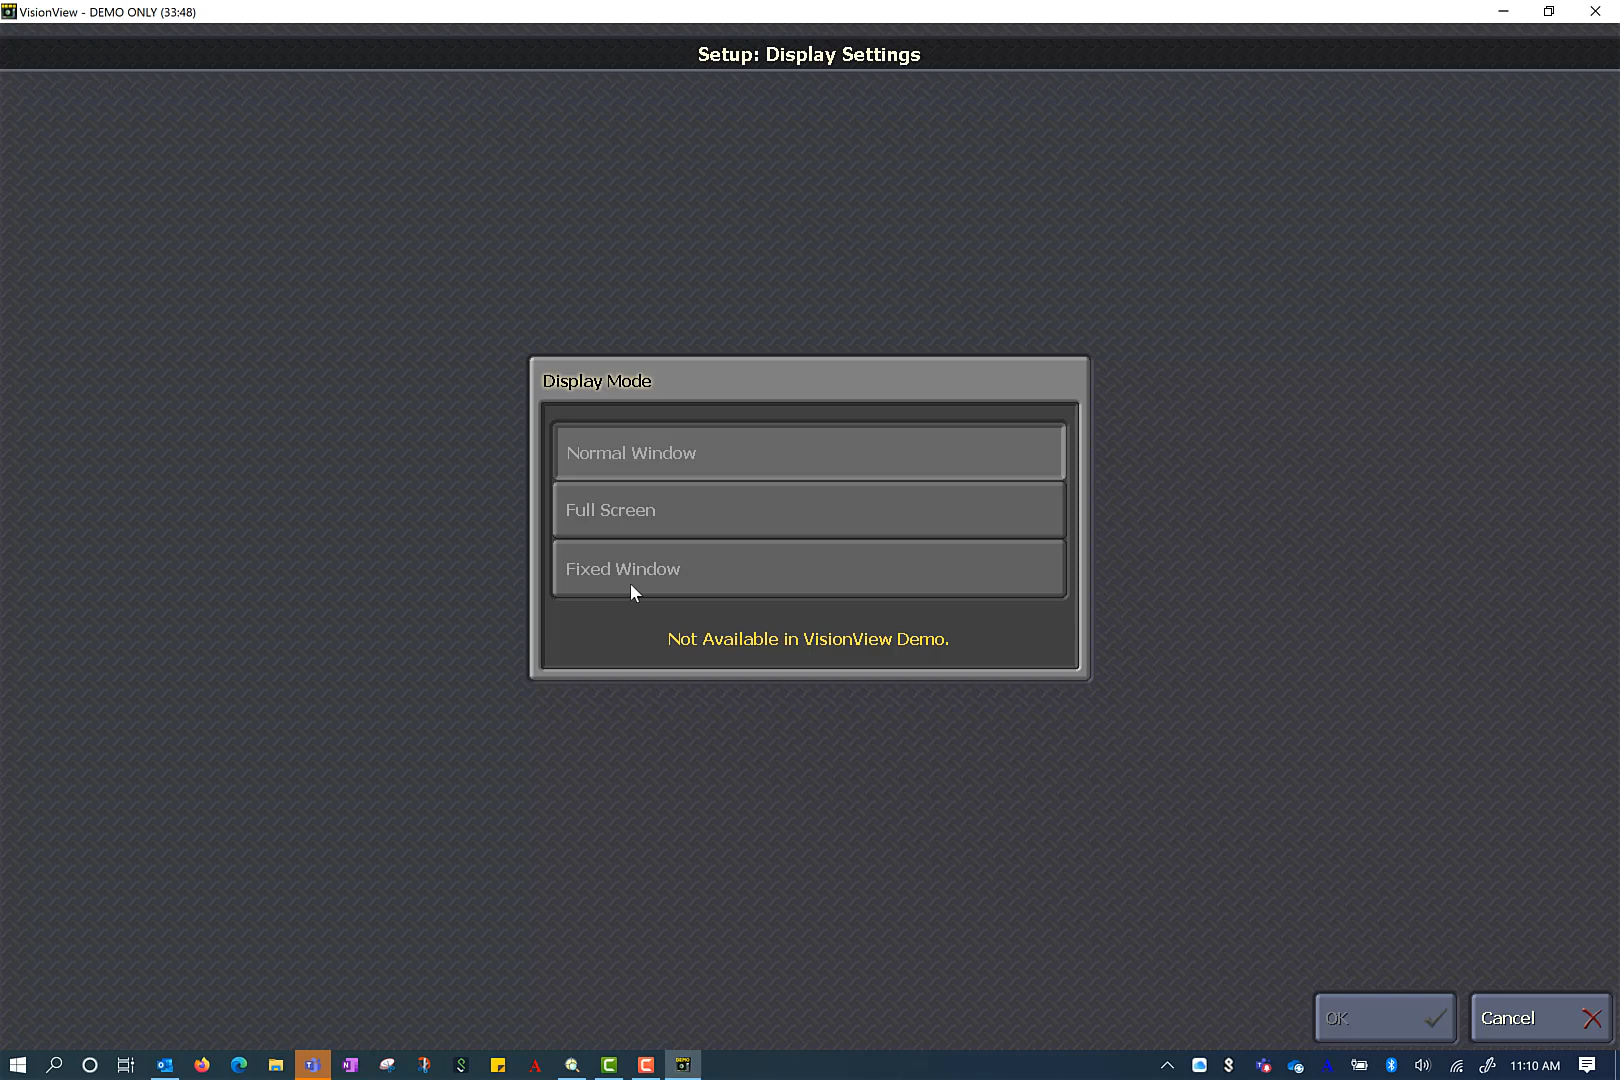 VisionView - DEMO ONLY (33:48)
Setup: Display Settings
Display Mode
Normal Window
Full Screen
Fixed Window
Not Available in VisionView Demo.
OK
Cancel
11:10 AM